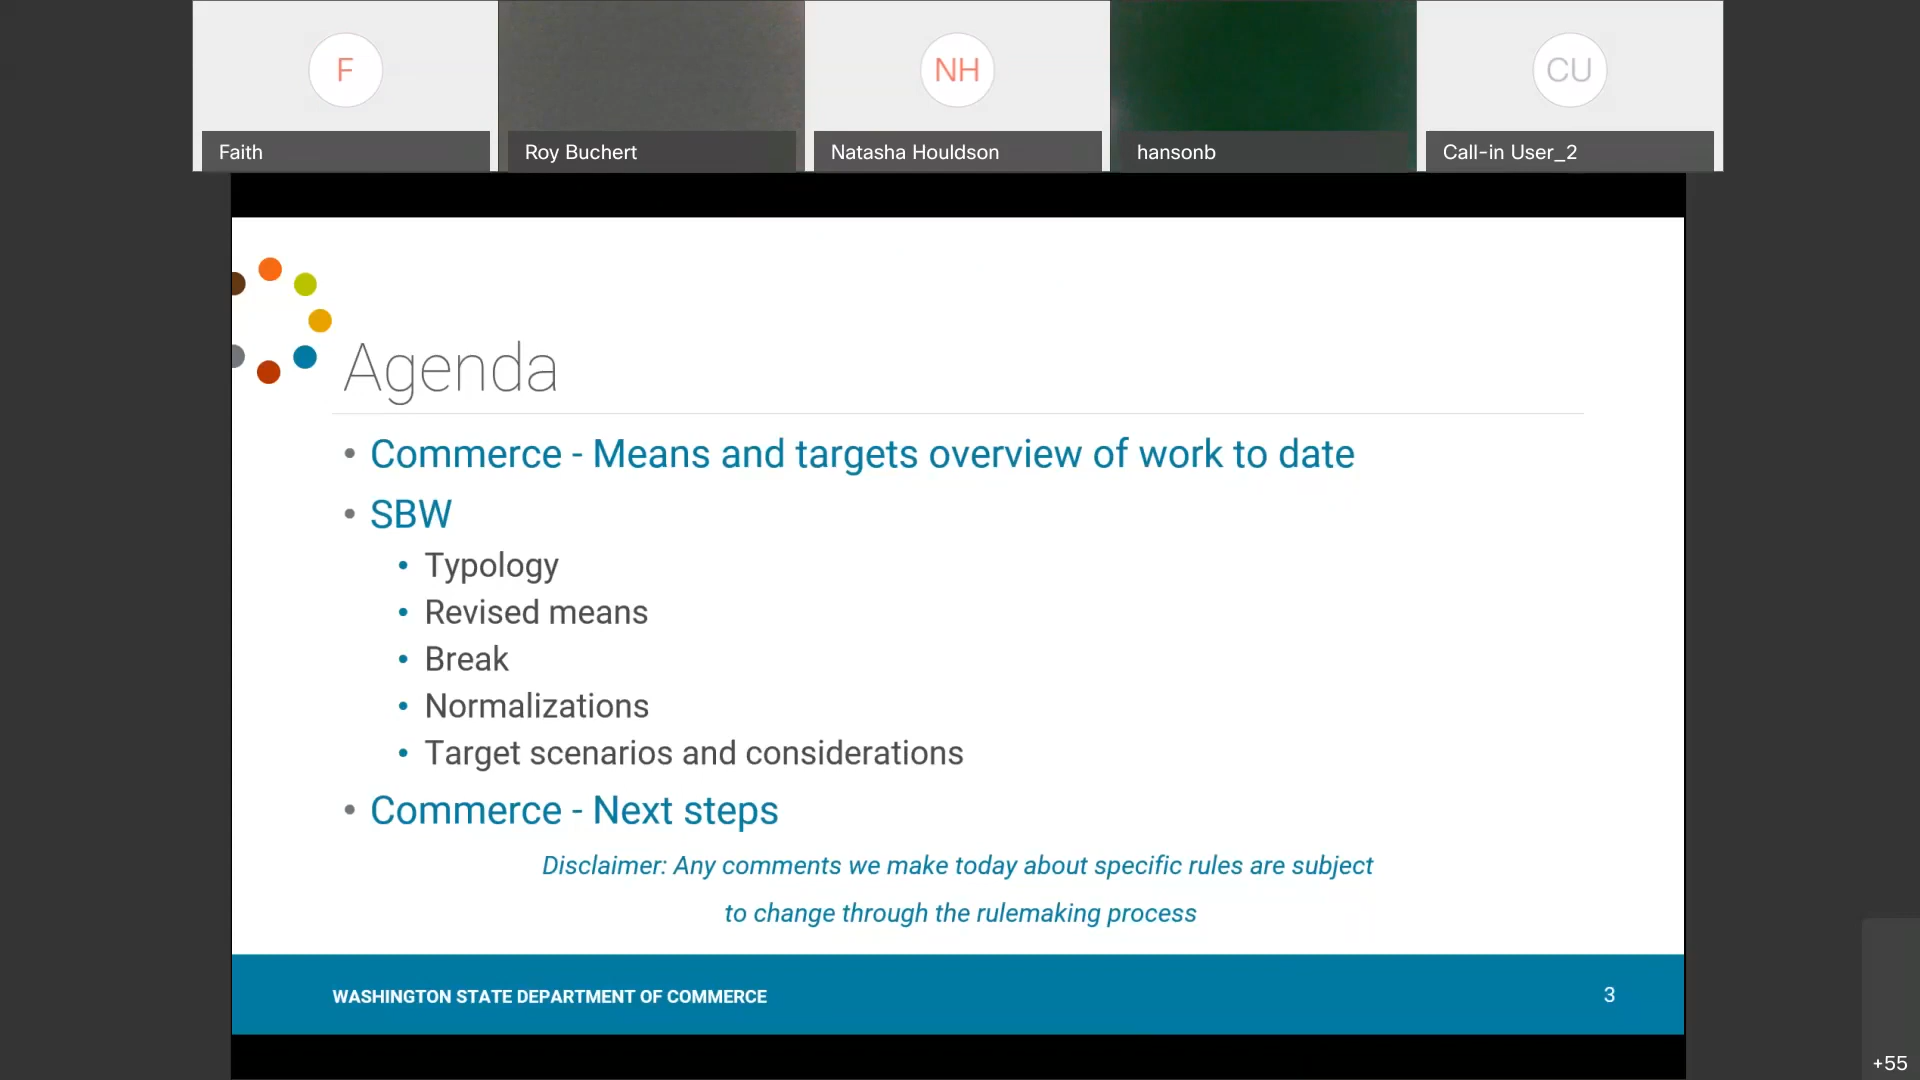 F
NH
CU
Faith
Roy Buchert
Natasha Houldson
hansonb
Call-in User_2
Agenda
• Commerce - Means and targets overview of work to date
• SBW
• Typology
• Revised means
• Break
• Normalizations
• Target scenarios and considerations
• Commerce - Next steps
Disclaimer: Any comments we make today about specific rules are subject
to change through the rulemaking process
WASHINGTON STATE DEPARTMENT OF COMMERCE
3
+55